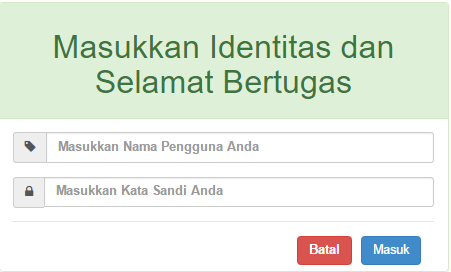 Masukkan Identitas dan
Selamat Bertugas
Masukkan Nama Pengguna Anda
Masukkan Kata Sandi Anda
Batal Masuk